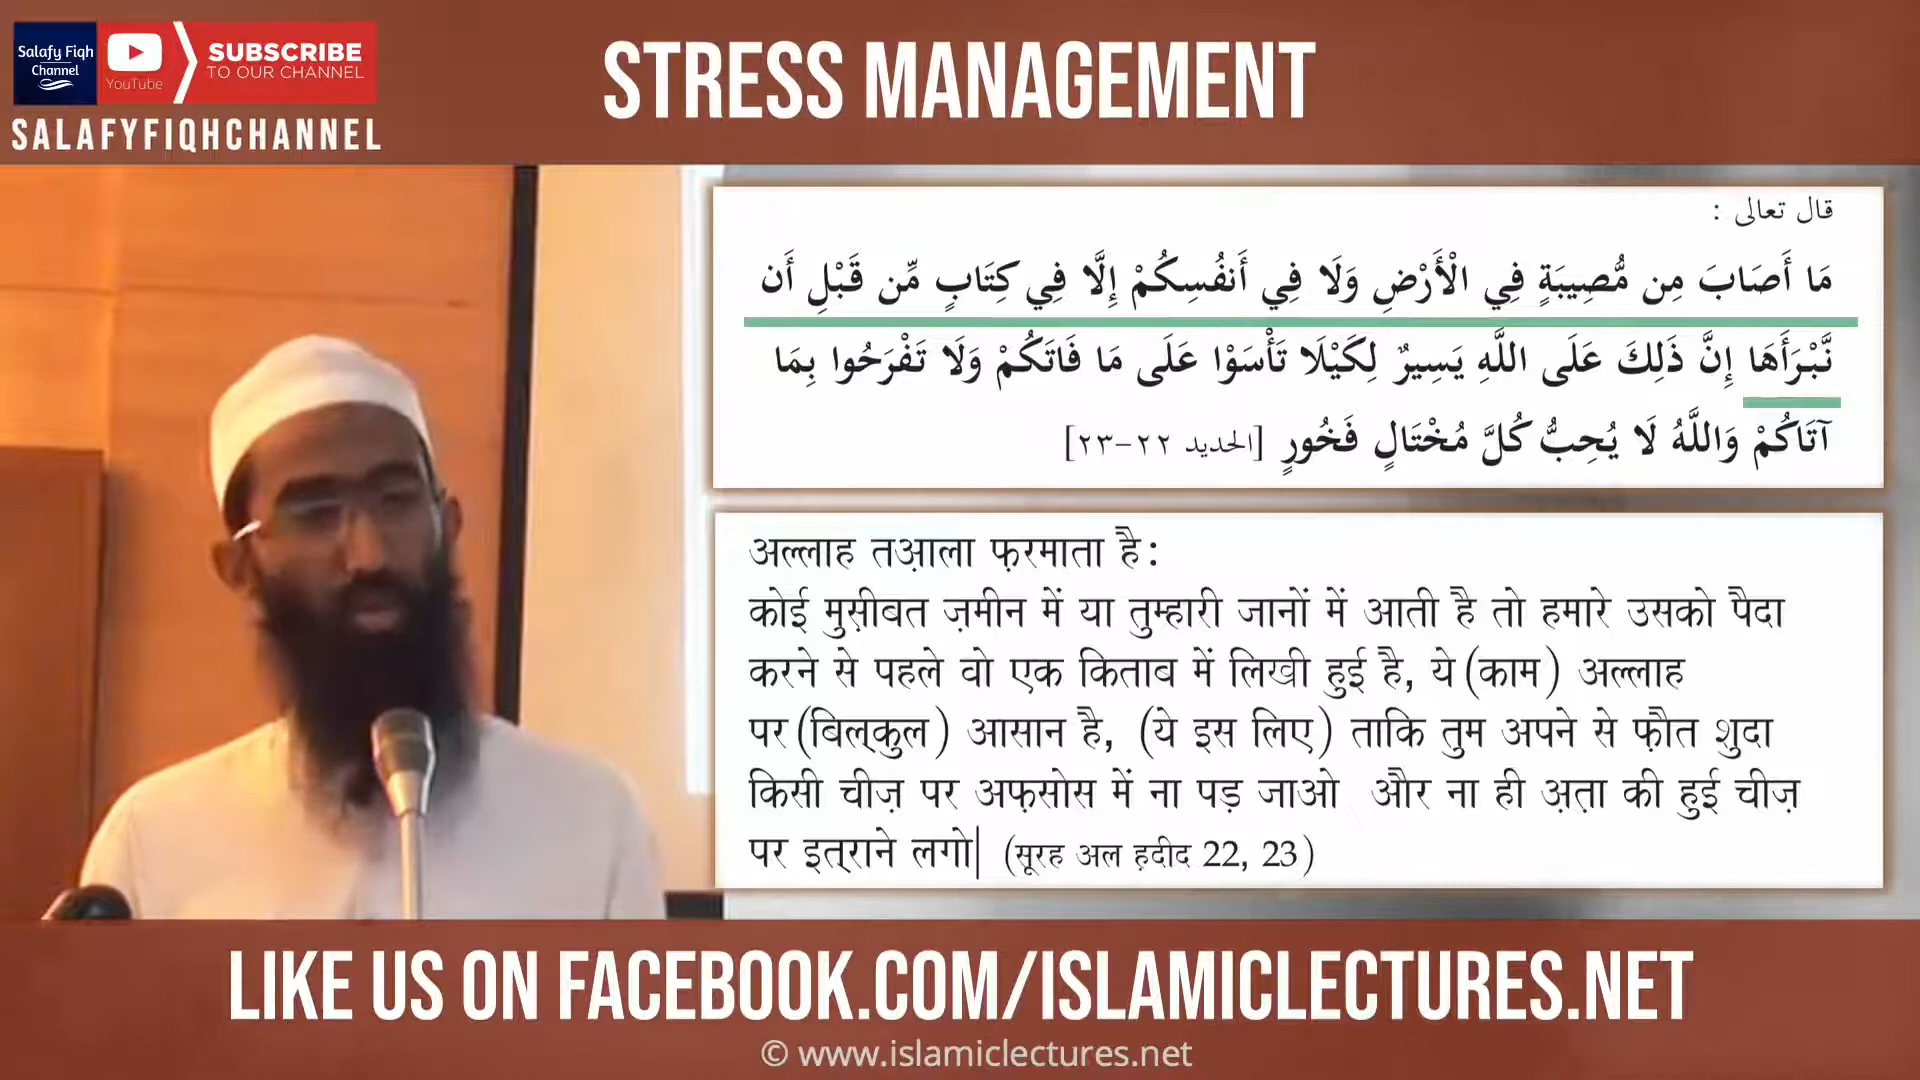 Salafy Fiqh
Channel
YouTube
SUBSCRIBE
TO OUR CHANNEL
SALAFYFIQHCHANNEL
STRESS MANAGEMENT
قال تعالى :
مَا أَصَابَ مِن مُّصِيبَةٍ فِي الْأَرْضِ وَلَا فِي أَنفُسِكُمْ إِلَّا فِي كِتَابٍ مِّن قَبْلِ أَن
نَّبْرَأَهَا إِنَّ ذَلِكَ عَلَى اللَّهِ يَسِيرٌ لِكَيْلَا تَأْسَوْا عَلَى مَا فَاتَكُمْ وَلَا تَفْرَحُوا بِمَا
آتَاكُمْ وَاللَّهُ لَا يُحِبُّ كُلَّ مُخْتَالٍ فَخُورٍ [الحديد ٢٢-٢٣]
अल्लाह तआ़ला फ़रमाता है:
कोई मुस़ीबत ज़मीन में या तुम्हारी जानों में आती है तो हमारे उसको पैदा
करने से पहले वो एक किताब में लिखी हुई है, ये (काम) अल्लाह
पर (बिल्कुल) आसान है, (ये इस लिए) ताकि तुम अपने से फ़ौत शुदा
किसी चीज़ पर अफ़सोस में ना पड़ जाओ और ना ही अ़त़ा की हुई चीज़
पर इत्राने लगो| (सूरह अल ह़दीद 22, 23)
LIKE US ON FACEBOOK.COM/ISLAMICLECTURES.NET
© www.islamiclectures.net